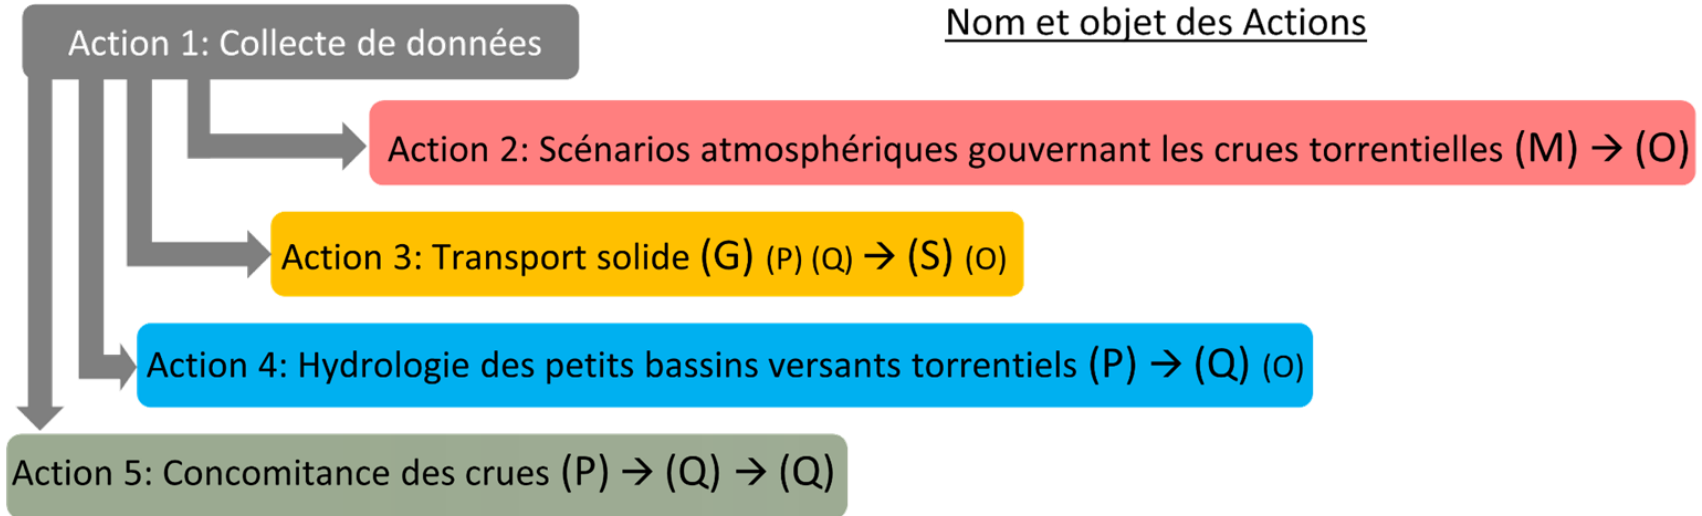 Nom et objet des Actions
Action 1: Collecte de données
Action 2: Scénarios atmosphériques gouvernant les crues torrentielles (M) → (O)
Action 3: Transport solide (G) (P) (Q) → (S) (O)
Action 4: Hydrologie des petits bassins versants torrentiels (P) → (Q) (O)
Action 5: Concomitance des crues (P) → (Q) → (Q)